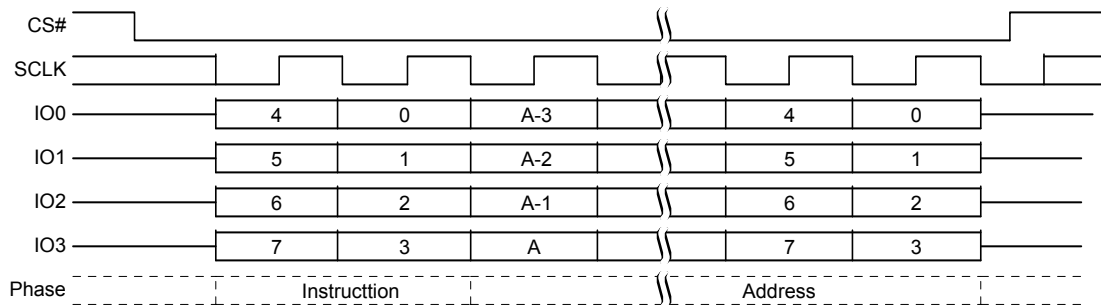 CS#
SCLK
IO0 4 0 A-3 4 0
IO1 5 1 A-2 5 1
IO2 6 2 A-1 6 2
IO3 7 3 A 7 3
Phase Instructtion Address